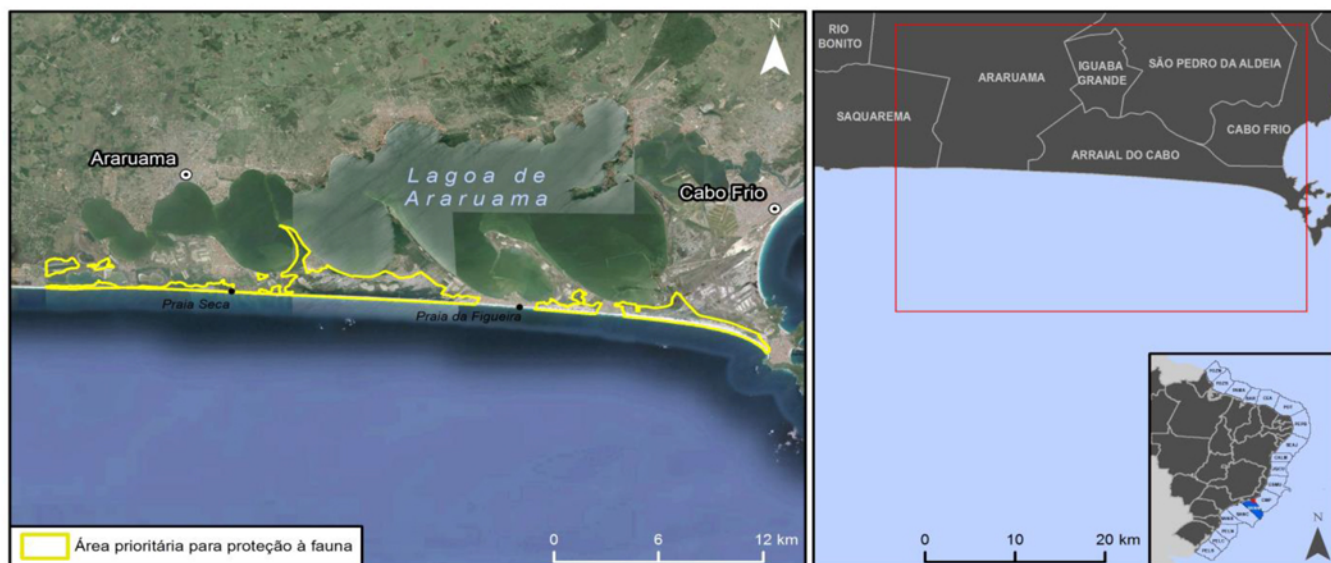 N
Araruama
Lagoa de
Araruama
Cabo Frio
Praia Seca
Praia da Figueira
Área prioritária para proteção à fauna
0 6 12 km
RIO
BONITO
ARARUAMA
IGUABA
GRANDE
SÃO PEDRO DA ALDEIA
SAQUAREMA
CABO FRIO
ARRAIAL DO CABO
0 10 20 km
N